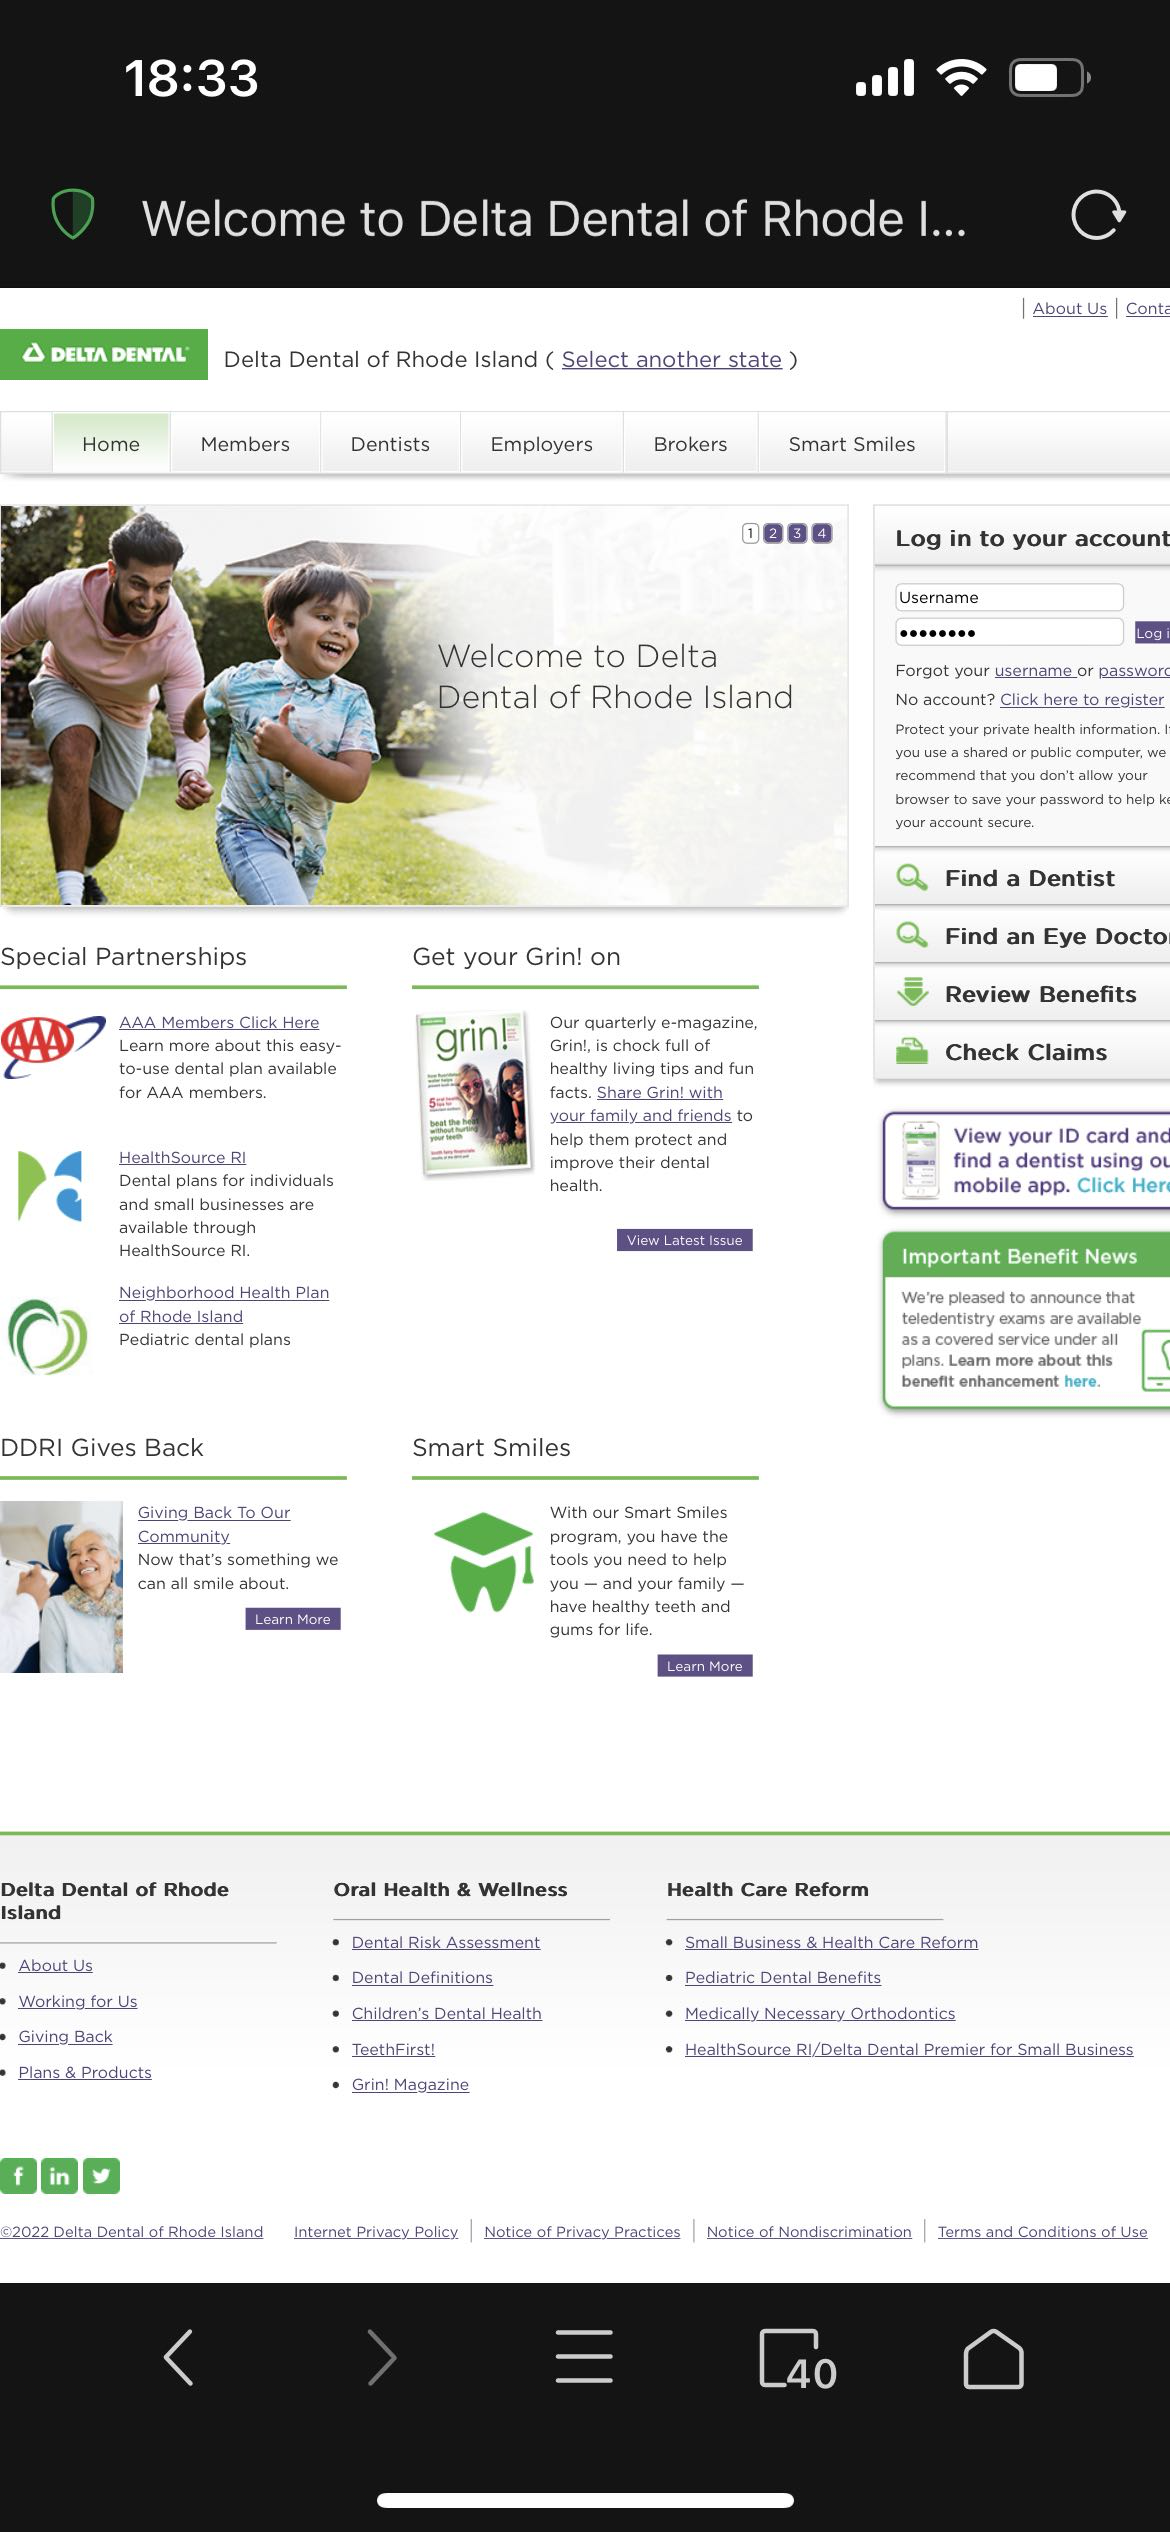 18:33
Welcome to Delta Dental of Rhode I...
About Us
DELTA DENTAL
Delta Dental of Rhode Island ( Select another state )
Home
Members
Dentists
Employers
Brokers
Smart Smiles
1 2 3 4
Welcome to Delta
Dental of Rhode Island
Log in to your account
Username
Log i
Forgot your username or password
No account? Click here to register
Protect your private health information. If
you use a shared or public computer, we
recommend that you don't allow your
browser to save your password to help ke
your account secure.
Find a Dentist
Find an Eye Docto
Review Benefits
Check Claims
View your ID card and
find a dentist using ou
mobile app. Click Here
Important Benefit News
We're pleased to announce that
teledentistry exams are available
as a covered service under all
plans. Learn more about this
benefit enhancement here.
Special Partnerships
AAA
AAA Members Click Here
Learn more about this easy-
to-use dental plan available
for AAA members.
HealthSource RI
Dental plans for individuals
and small businesses are
available through
HealthSource RI.
Neighborhood Health Plan
of Rhode Island
Pediatric dental plans
Get your Grin! on
grin!
beat the heat
without hurting
your teeth
Our quarterly e-magazine,
Grin!, is chock full of
healthy living tips and fun
facts. Share Grin! with
your family and friends to
help them protect and
improve their dental
health.
View Latest Issue
DDRI Gives Back
Giving Back To Our
Community
Now that's something we
can all smile about.
Learn More
Smart Smiles
With our Smart Smiles
program, you have the
tools you need to help
you — and your family —
have healthy teeth and
gums for life.
Learn More
Delta Dental of Rhode
Island
About Us
Working for Us
Giving Back
Plans & Products
Oral Health & Wellness
Dental Risk Assessment
Dental Definitions
Children's Dental Health
TeethFirst!
Grin! Magazine
Health Care Reform
Small Business & Health Care Reform
Pediatric Dental Benefits
Medically Necessary Orthodontics
HealthSource RI/Delta Dental Premier for Small Business
f in
©2022 Delta Dental of Rhode Island
Internet Privacy Policy
Notice of Privacy Practices
Notice of Nondiscrimination
Terms and Conditions of Use
40